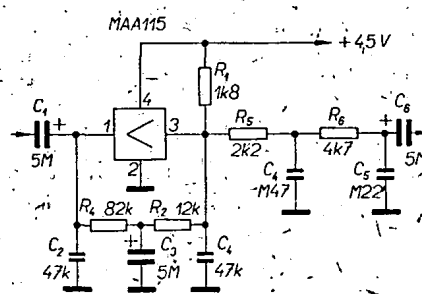 MAA115
+4,5V
R1
1k8
C1
+
4
1
3
2
5M
R5
2k2
R6
4k7
+
C6
5M
C4
M47
C5
M22
R4
82k
R2
12k
C2
47k
+
C3
5M
C4
47k